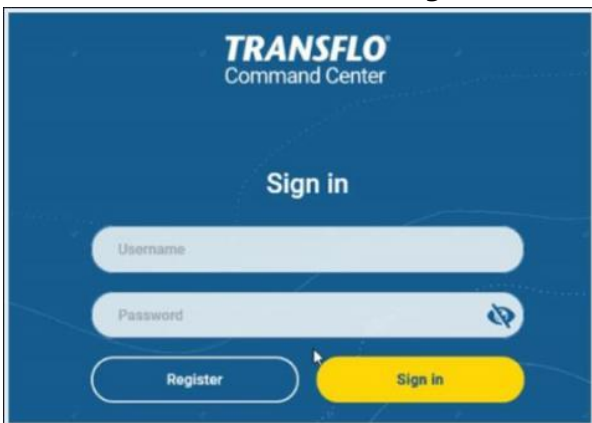 TRANSFLO®
Command Center
Sign in
Username
Password
Register Sign in